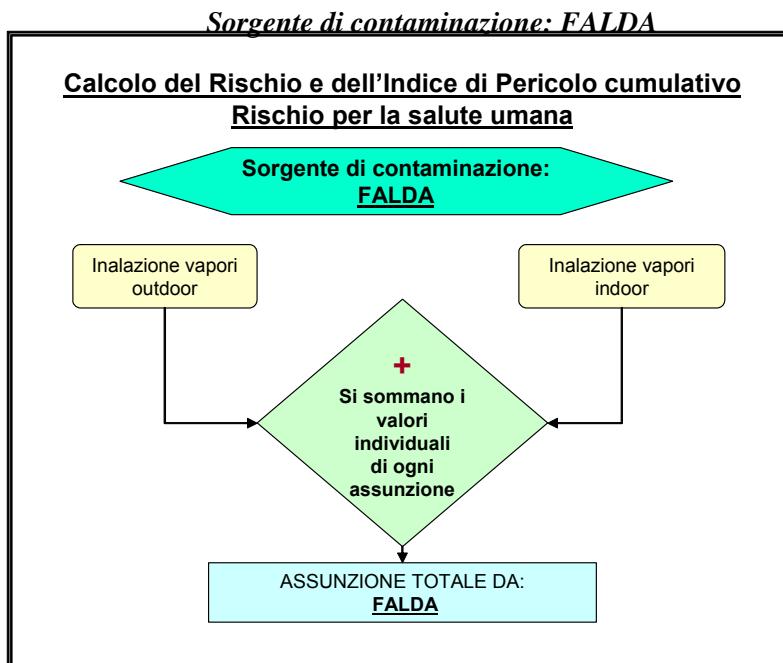 Sorgente di contaminazione: FALDA
Calcolo del Rischio e dell'Indice di Pericolo cumulativo
Rischio per la salute umana
Sorgente di contaminazione:
FALDA
Inalazione vapori
outdoor
Inalazione vapori
indoor
+
Si sommano i
valori
individuali
di ogni
assunzione
ASSUNZIONE TOTALE DA:
FALDA